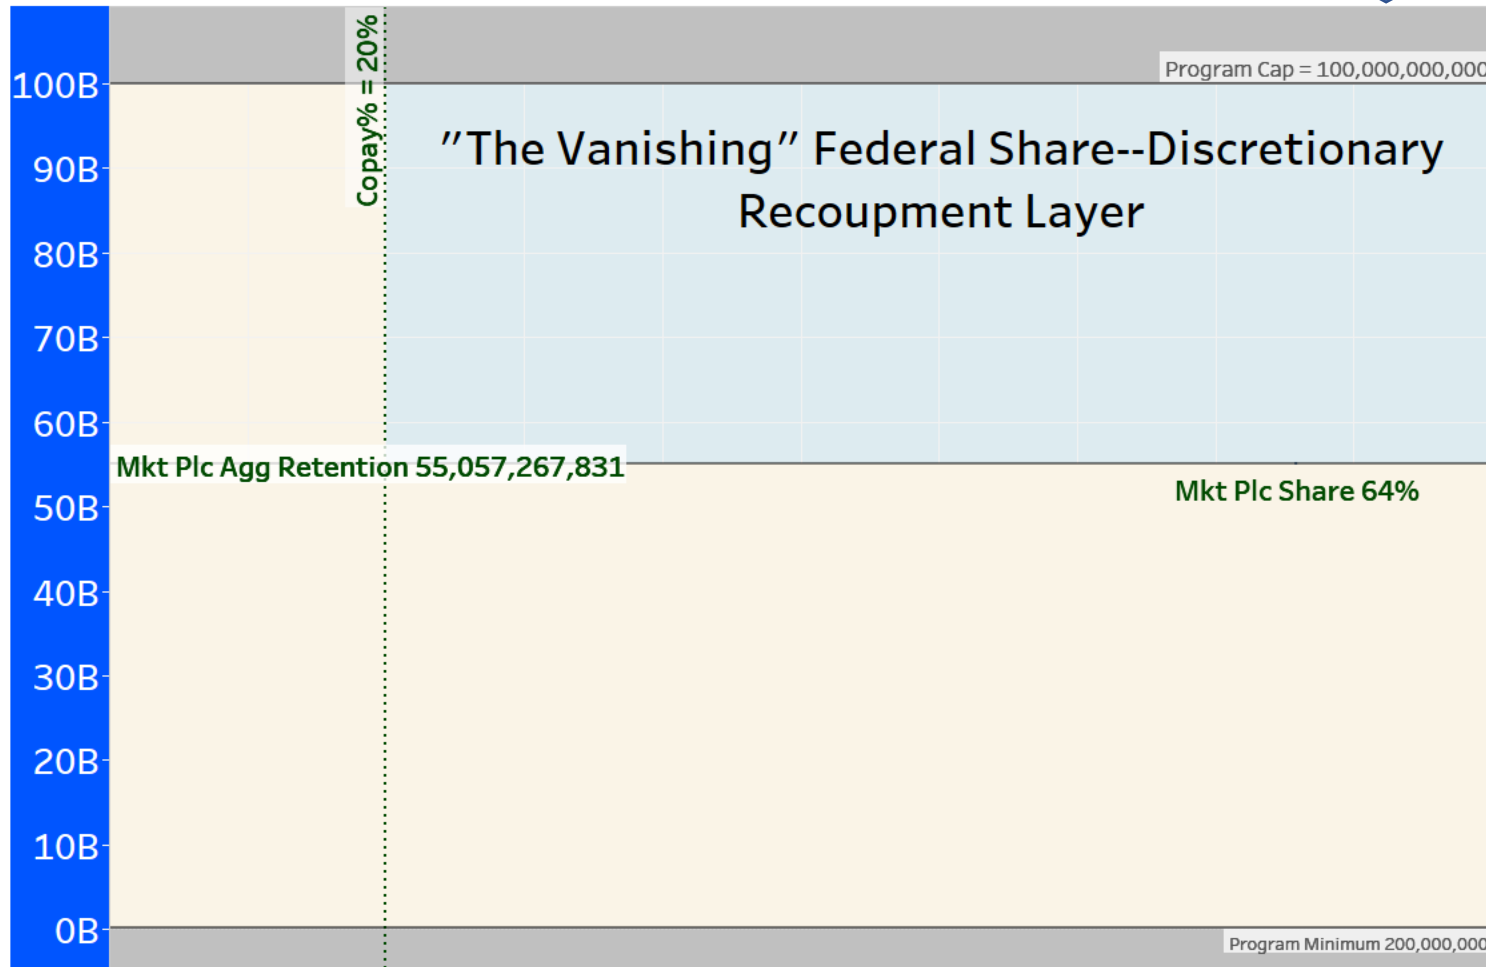 Copay% = 20%
Program Cap = 100,000,000,000
100B
″The Vanishing″ Federal Share--Discretionary
Recoupment Layer
90B
80B
70B
60B
Mkt Plc Agg Retention 55,057,267,831
Mkt Plc Share 64%
50B
40B
30B
20B
10B
0B
Program Minimum 200,000,000